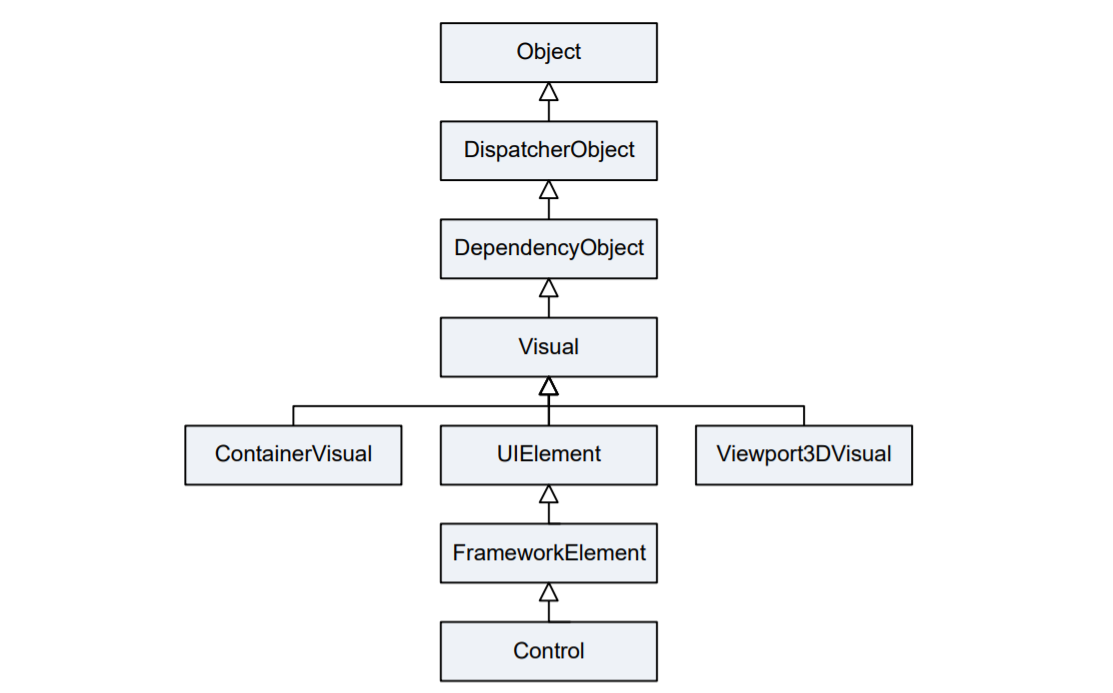 Object
DispatcherObject
DependencyObject
Visual
ContainerVisual
UIElement
Viewport3DVisual
FrameworkElement
Control